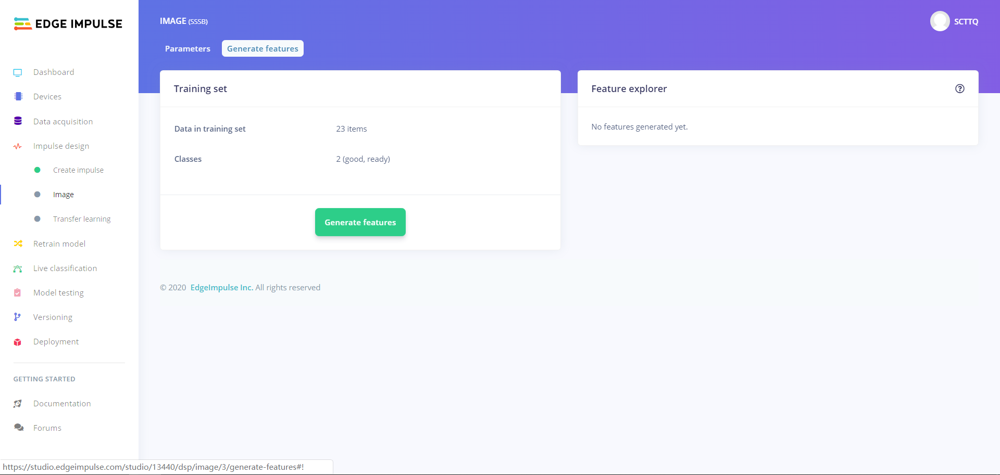 EDGE IMPULSE
Dashboard
Devices
Data acquisition
Impulse design
Create impulse
Image
Transfer learning
Retrain model
Live classification
Model testing
Versioning
Deployment
GETTING STARTED
Documentation
Forums
IMAGE (SSSB)
SCTTQ
Parameters
Generate features
Training set
Data in training set 23 items
Classes 2 (good, ready)
Generate features
Feature explorer
No features generated yet.
© 2020 EdgeImpulse Inc. All rights reserved
https://studio.edgeimpulse.com/studio/13440/dsp/image/3/generate-features#!